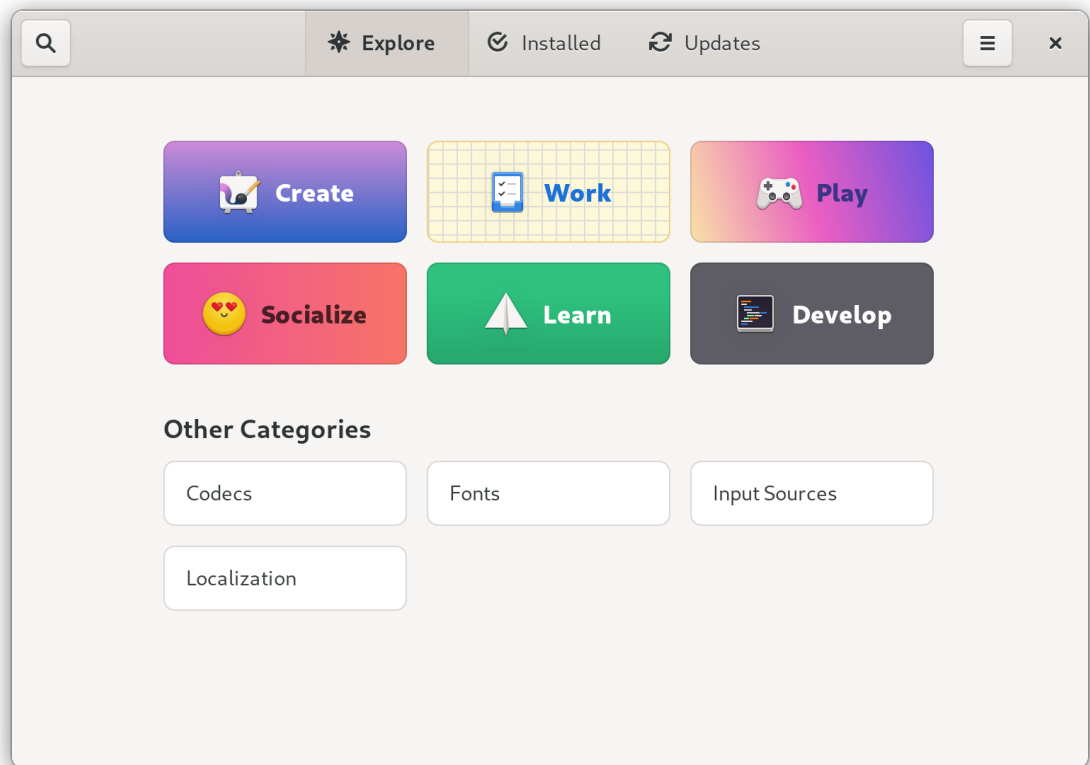 Explore Installed Updates
Create Work Play
Socialize Learn Develop
Other Categories
Codecs Fonts Input Sources
Localization